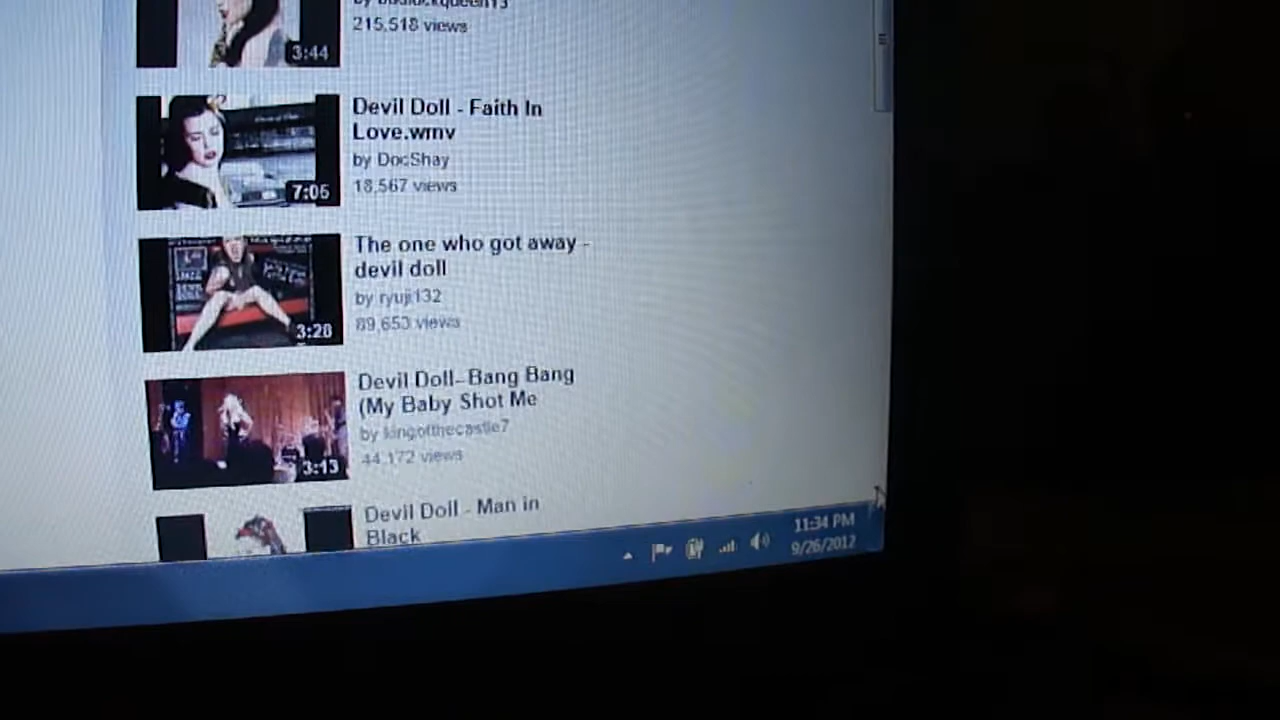 215,518 views
3:44
Devil Doll - Faith In
Love.wmv
by DocShay
18,567 views
7:05
The one who got away -
devil doll
by ryuji132
89,653 views
3:28
Devil Doll- Bang Bang
(My Baby Shot Me
by kingofthecastle7
44,172 views
3:13
Devil Doll - Man in
Black
11:34 PM
9/26/2012